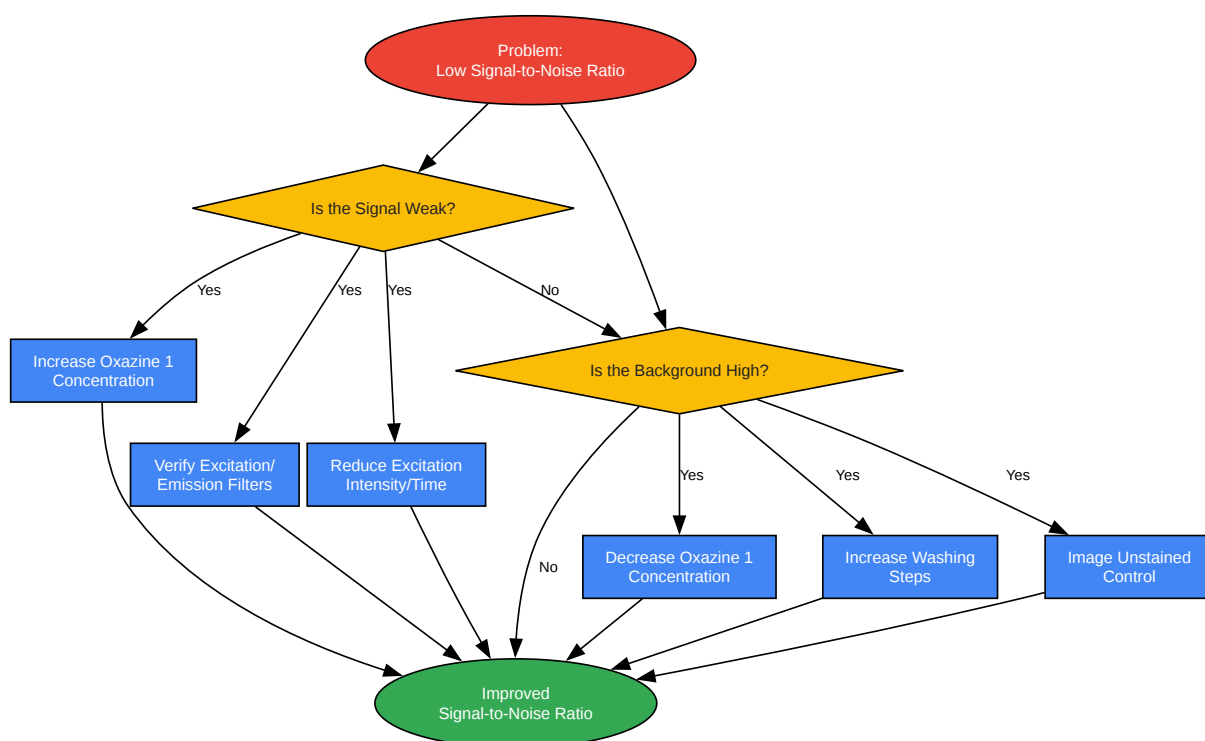 Problem:
Low Signal-to-Noise Ratio
Is the Signal Weak?
Yes
Yes
Yes
No
Increase Oxazine 1
Concentration
Is the Background High?
Verify Excitation/
Emission Filters
Reduce Excitation
Intensity/Time
Yes
Yes
Yes
No
Decrease Oxazine 1
Concentration
Increase Washing
Steps
Image Unstained
Control
Improved
Signal-to-Noise Ratio